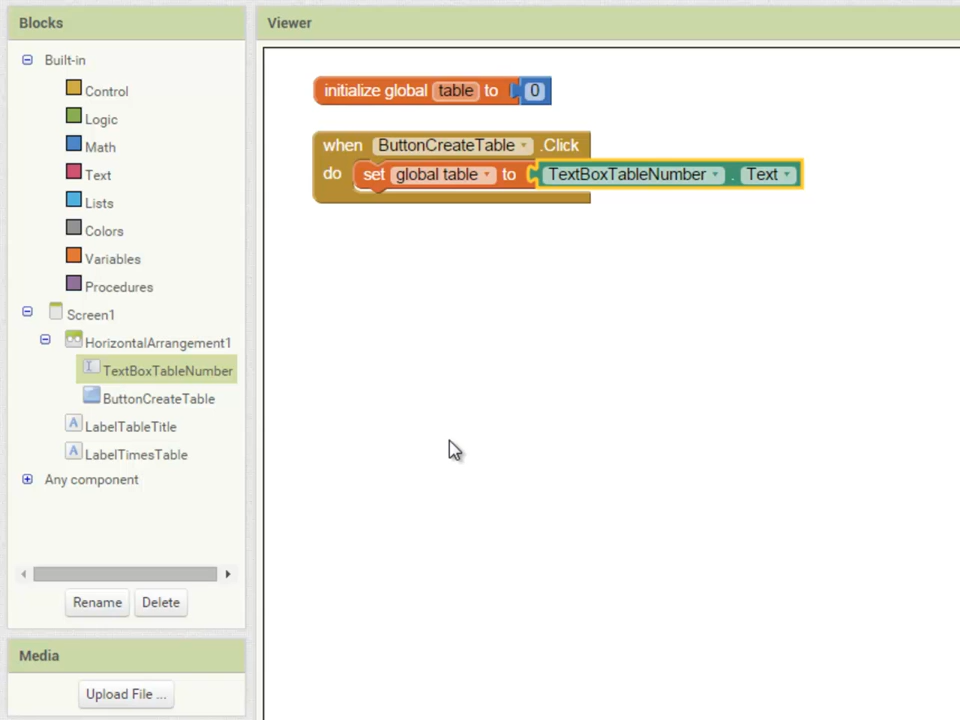 Blocks
Viewer
Built-in
Control
Logic
Math
Text
Lists
Colors
Variables
Procedures
Screen1
HorizontalArrangement1
TextBoxTableNumber
ButtonCreateTable
LabelTableTitle
LabelTimesTable
Any component
Rename Delete
Media
Upload File ...
initialize global table to 0
when ButtonCreateTable .Click
do set global table to TextBoxTableNumber . Text
A
A